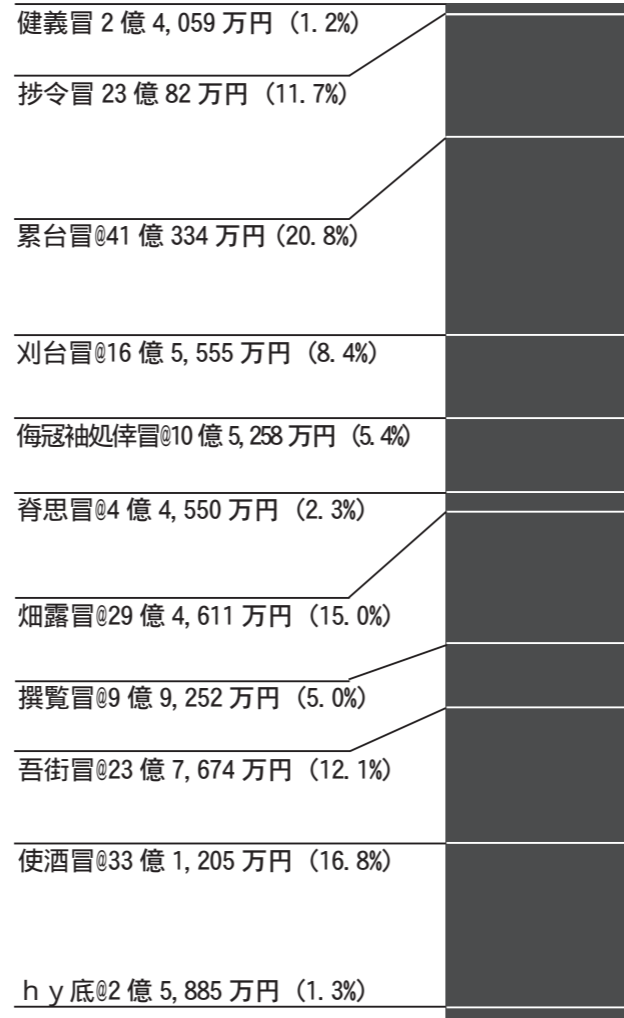 健義冒 2 億 4,059 万円 (1.2%)
捗令冒 23 億 82 万円 (11.7%)
累台冒@41 億 334 万円 (20.8%)
刈台冒@16 億 5,555 万円 (8.4%)
侮冦袖処倖冒@10 億 5,258 万円 (5.4%)
脊思冒@4 億 4,550 万円 (2.3%)
畑露冒@29 億 4,611 万円 (15.0%)
撰覧冒@9 億 9,252 万円 (5.0%)
吾街冒@23 億 7,674 万円 (12.1%)
使酒冒@33 億 1,205 万円 (16.8%)
ｈｙ底@2 億 5,885 万円 (1.3%)